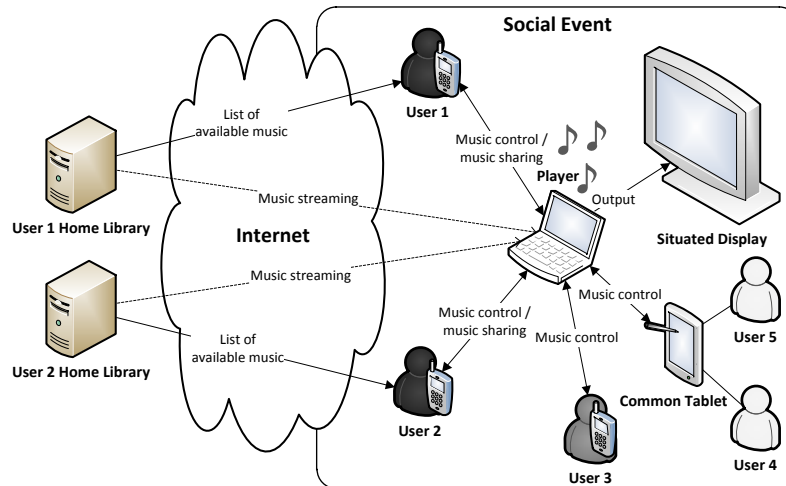 Social Event
User 1
List of
available music
Music control /
music sharing
Player
User 1 Home Library
Music streaming
Output
Internet
Situated Display
Music streaming
Music control
User 2 Home Library
List of
available music
Music control /
music sharing
Music control
User 5
Common Tablet
User 2
User 3
User 4